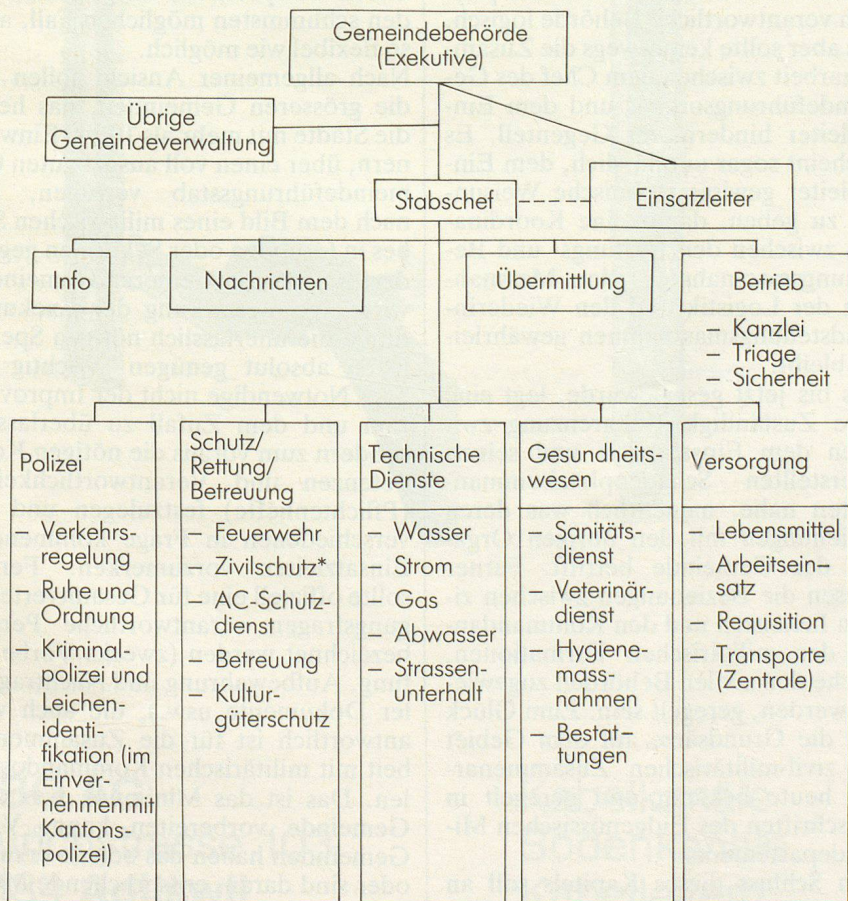 Gemeindebehörde
(Exekutive)
Übrige
Gemeindeverwaltung
Stabschef
Einsatzleiter
Info
Nachrichten
Übermittlung
Betrieb
– Kanzlei
– Triage
– Sicherheit
Polizei
– Verkehrs-
regelung
– Ruhe und
Ordnung
– Kriminal-
polizei und
Leichen-
identi-
fikation (im
Einver-
nehmen mit
Kantons-
polizei)
Schutz/
Rettung/
Betreuung
– Feuerwehr
– Zivilschutz*
– AC-Schutz-
dienst
– Betreuung
– Kultur-
güterschutz
Technische
Dienste
– Wasser
– Strom
– Gas
– Abwasser
– Strassen-
unterhalt
Gesundheits-
wesen
– Sanitäts-
dienst
– Veterinär-
dienst
– Hygiene-
mass-
nahmen
– Bestat-
tungen
Versorgung
– Lebensmittel
– Arbeitsein-
satz
– Requisition
– Transporte
(Zentrale)